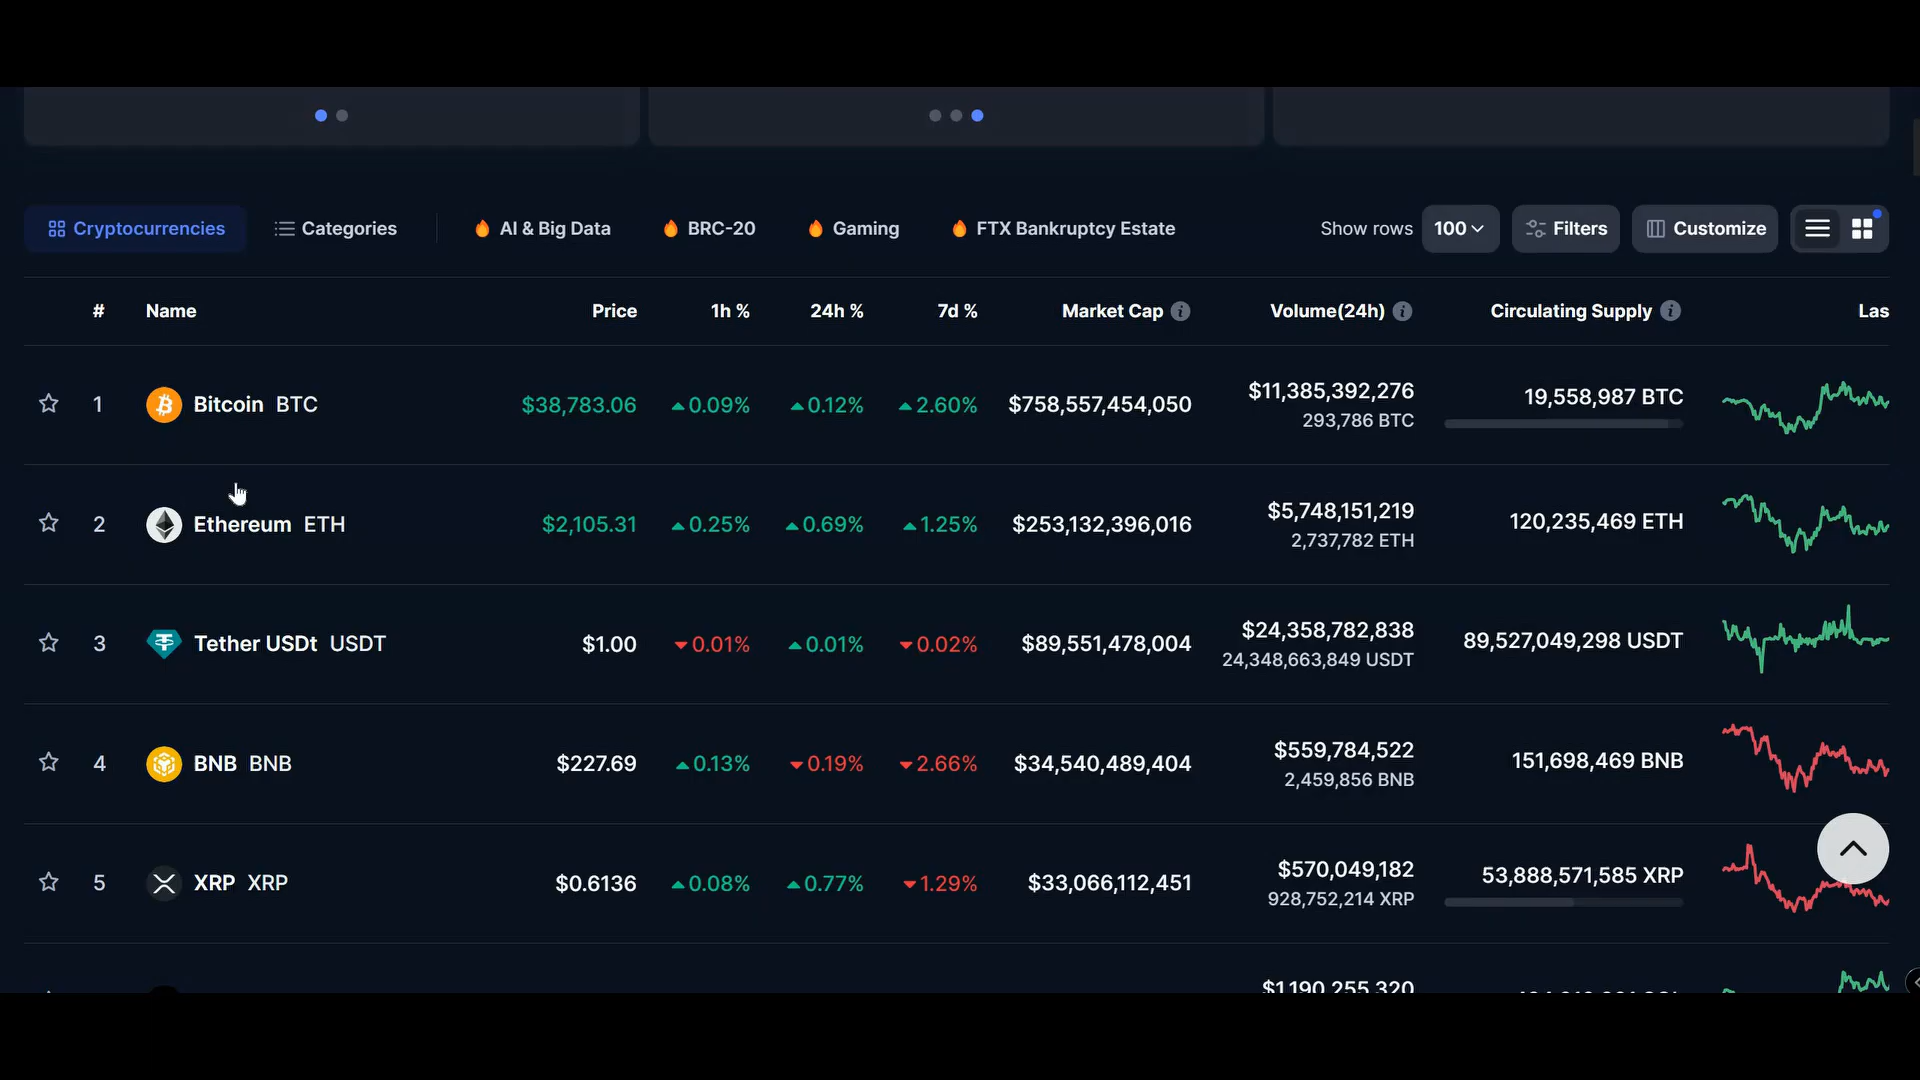 Cryptocurrencies Categories AI & Big Data BRC-20 Gaming FTX Bankruptcy Estate Show rows 100 Filters Customize
# Name Price 1h % 24h % 7d % Market Cap Volume(24h) Circulating Supply Las
1 Bitcoin BTC $38,783.06 0.09% 0.12% 2.60% $758,557,454,050 $11,385,392,276 19,558,987 BTC
293,786 BTC
2 Ethereum ETH $2,105.31 0.25% 0.69% 1.25% $253,132,396,016 $5,748,151,219 120,235,469 ETH
2,737,782 ETH
3 Tether USDt USDT $1.00 0.01% 0.01% 0.02% $89,551,478,004 $24,358,782,838 89,527,049,298 USDT
24,348,663,849 USDT
4 BNB BNB $227.69 0.13% 0.19% 2.66% $34,540,489,404 $559,784,522 151,698,469 BNB
2,459,856 BNB
5 XRP XRP $0.6136 0.08% 0.77% 1.29% $33,066,112,451 $570,049,182 53,888,571,585 XRP
928,752,214 XRP
$1,190,255,320